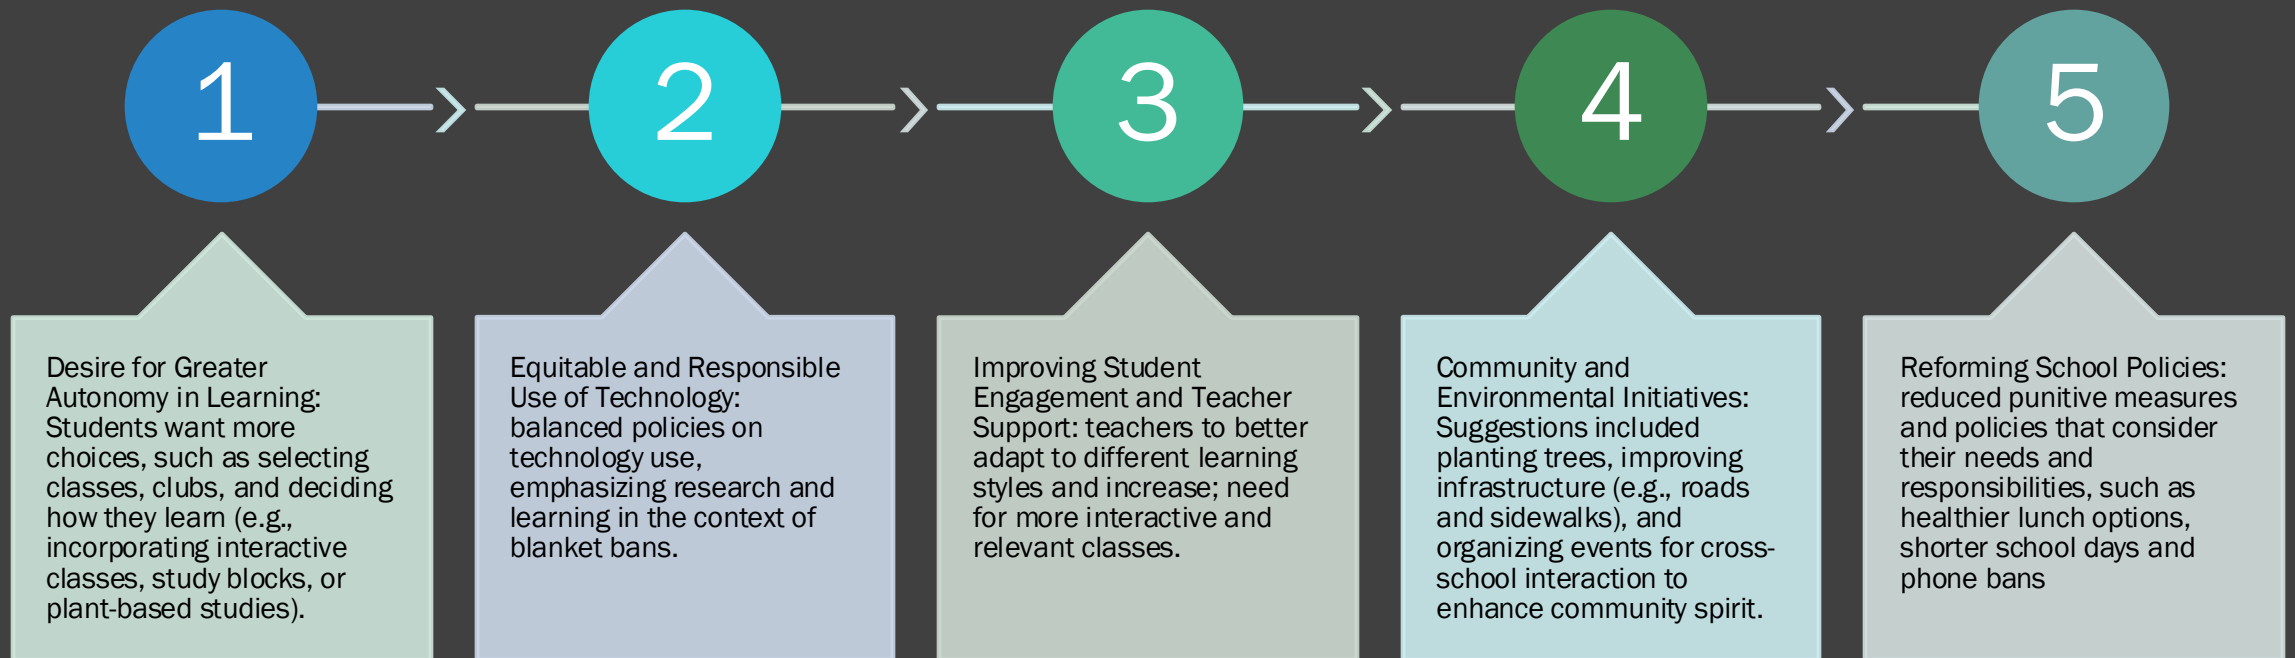 1
2
3
4
5
Desire for Greater
Autonomy in Learning:
Students want more
choices, such as selecting
classes, clubs, and deciding
how they learn (e.g.,
incorporating interactive
classes, study blocks, or
plant-based studies).
Equitable and Responsible
Use of Technology:
balanced policies on
technology use,
emphasizing research and
learning in the context of
blanket bans.
Improving Student
Engagement and Teacher
Support: teachers to better
adapt to different learning
styles and increase; need
for more interactive and
relevant classes.
Community and
Environmental Initiatives:
Suggestions included
planting trees, improving
infrastructure (e.g., roads
and sidewalks), and
organizing events for cross-
school interaction to
enhance community spirit.
Reforming School Policies:
reduced punitive measures
and policies that consider
their needs and
responsibilities, such as
healthier lunch options,
shorter school days and
phone bans